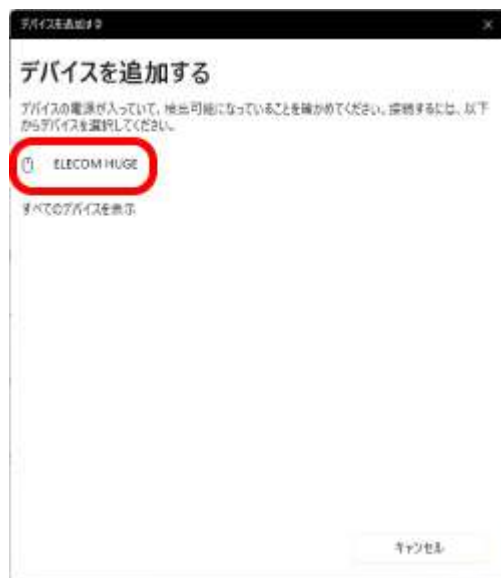 デバイスを追加する
デバイスを追加する
デバイスの電源が入っていて、検出可能になっていることを確かめてください。接続するには、以下
からデバイスを選択してください。
ELECOM HUGE
すべてのデバイスを表示
キャンセル